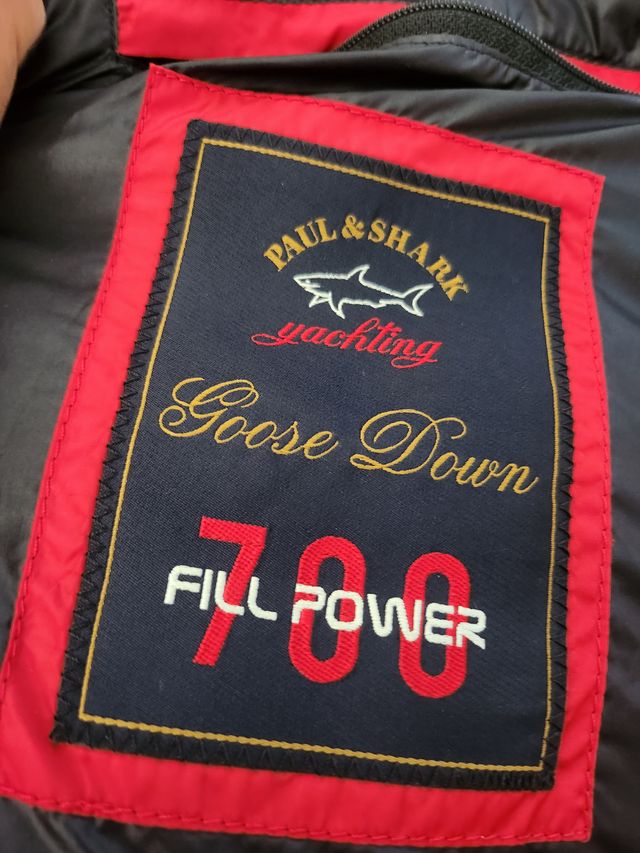 PAUL & SHARK
yachting
Goose Down
700
FILL POWER